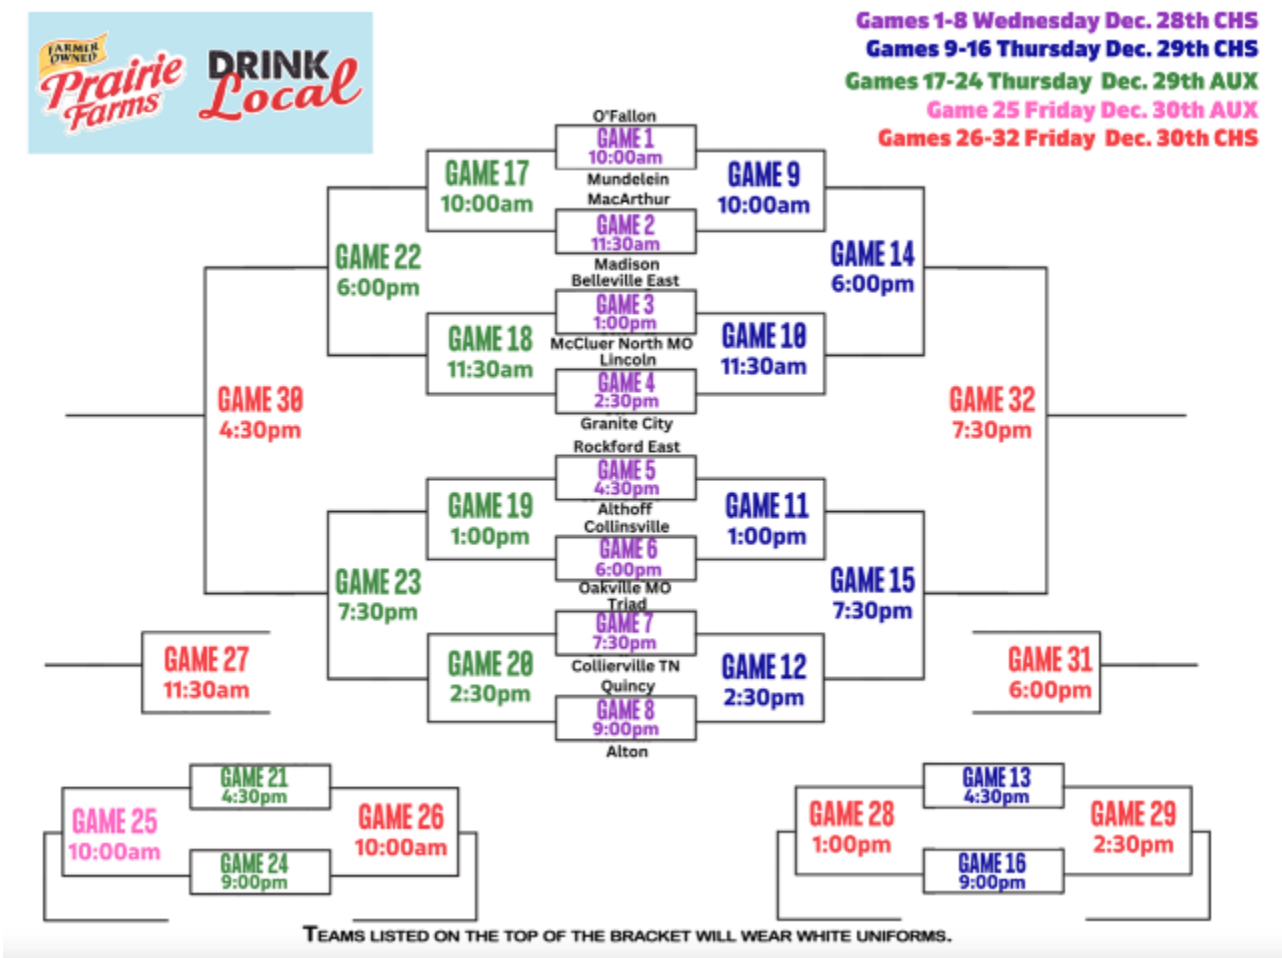 FARMER
OWNED
Prairie
Farms
DRINK
Local
Games 1-8 Wednesday Dec. 28th CHS
Games 9-16 Thursday Dec. 29th CHS
Games 17-24 Thursday Dec. 29th AUX
Game 25 Friday Dec. 30th AUX
Games 26-32 Friday Dec. 30th CHS
O'Fallon
GAME 1
10:00am
Mundelein
GAME 17
10:00am
GAME 9
10:00am
MacArthur
GAME 2
11:30am
Madison
GAME 22
6:00pm
GAME 14
6:00pm
Belleville East
GAME 3
1:00pm
McCluer North MO
GAME 18
11:30am
GAME 10
11:30am
Lincoln
GAME 4
2:30pm
Granite City
GAME 30
4:30pm
GAME 32
7:30pm
Rockford East
GAME 5
4:30pm
Althoff
GAME 19
1:00pm
GAME 11
1:00pm
Collinsville
GAME 6
6:00pm
Oakville MO
GAME 23
7:30pm
GAME 15
7:30pm
Triad
GAME 7
7:30pm
Collierville TN
GAME 27
11:30am
GAME 20
2:30pm
GAME 12
2:30pm
GAME 31
6:00pm
Quincy
GAME 8
9:00pm
Alton
GAME 21
4:30pm
GAME 25
10:00am
GAME 26
10:00am
GAME 24
9:00pm
GAME 13
4:30pm
GAME 28
1:00pm
GAME 29
2:30pm
GAME 16
9:00pm
TEAMS LISTED ON THE TOP OF THE BRACKET WILL WEAR WHITE UNIFORMS.